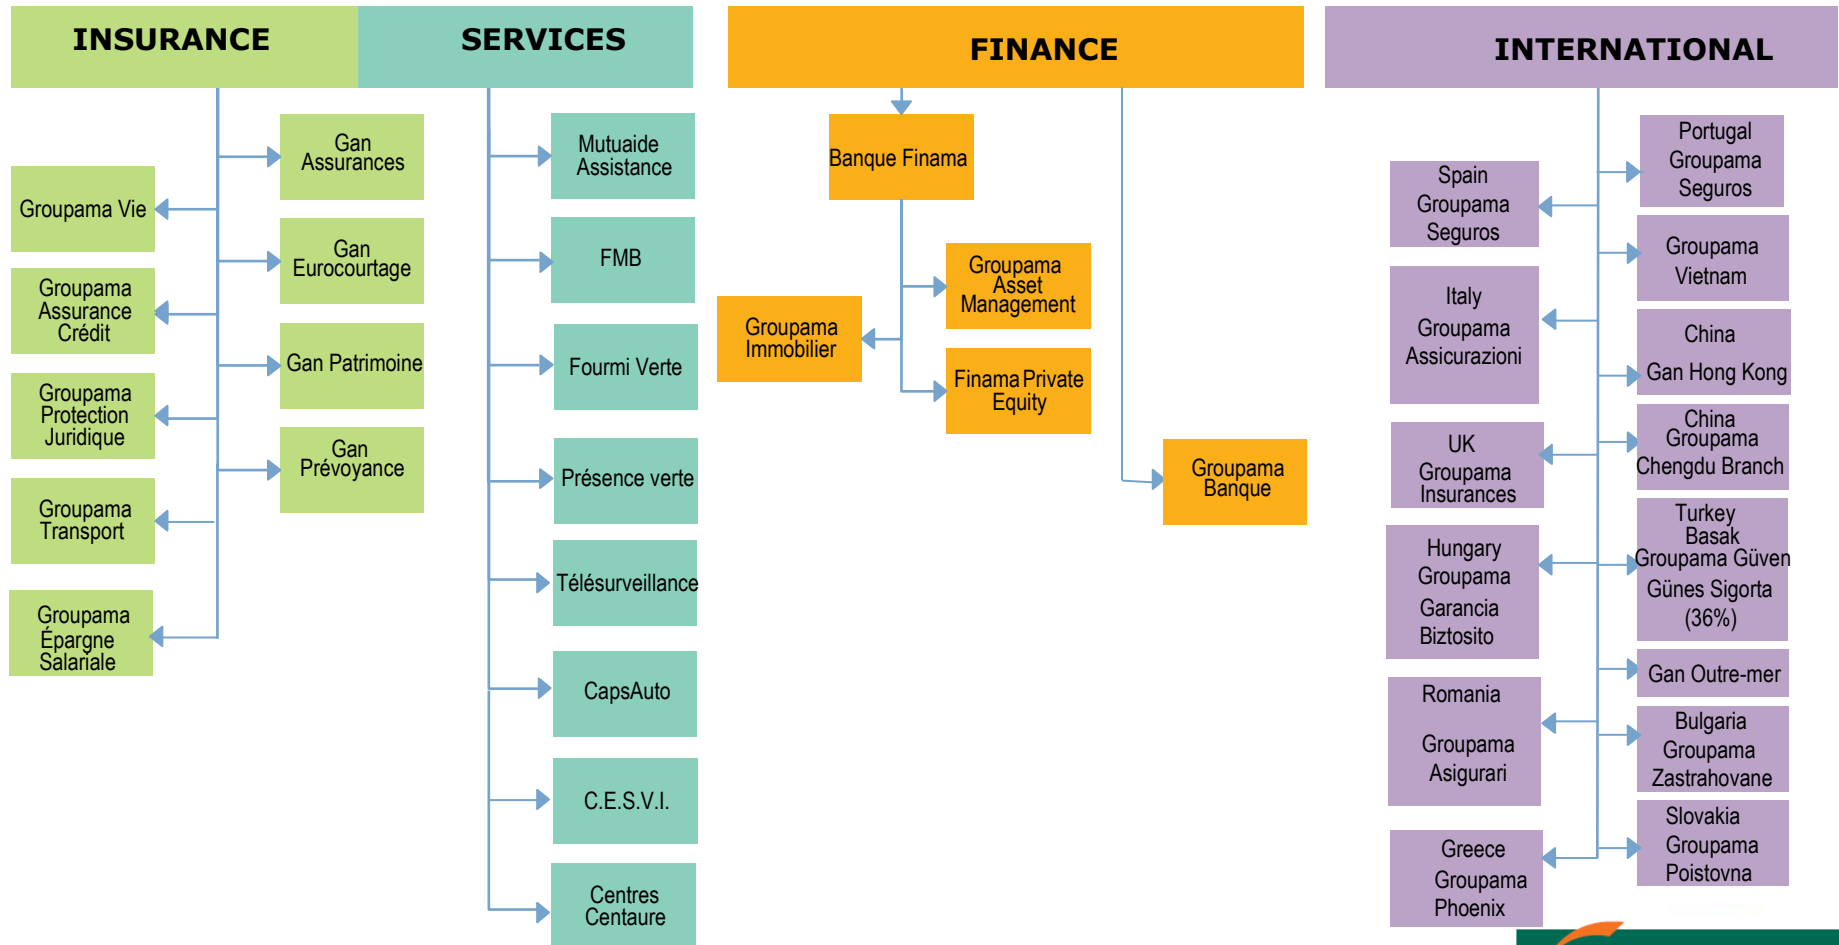 INSURANCE
SERVICES
FINANCE
INTERNATIONAL
Groupama Vie
Groupama
Assurance
Crédit
Groupama
Protection
Juridique
Groupama
Transport
Groupama
Épargne
Salariale
Gan
Assurances
Gan
Eurocourtage
Gan Patrimoine
Gan
Prévoyance
Mutuaide
Assistance
FMB
Fourmi Verte
Présence verte
Télésurveillance
CapsAuto
C.E.S.V.I.
Centres
Centaure
Banque Finama
Groupama
Immobilier
Groupama
Asset
Management
Finama Private
Equity
Groupama
Banque
Spain
Groupama
Seguros
Italy
Groupama
Assicurazioni
UK
Groupama
Insurances
Hungary
Groupama
Garancia
Biztosito
Romania
Groupama
Asigurari
Greece
Groupama
Phoenix
Portugal
Groupama
Seguros
Groupama
Vietnam
China
Gan Hong Kong
China
Groupama
Chengdu Branch
Turkey
Basak
Groupama Güven
Günes Sigorta
(36%)
Gan Outre-mer
Bulgaria
Groupama
Zastrahovane
Slovakia
Groupama
Poistovna